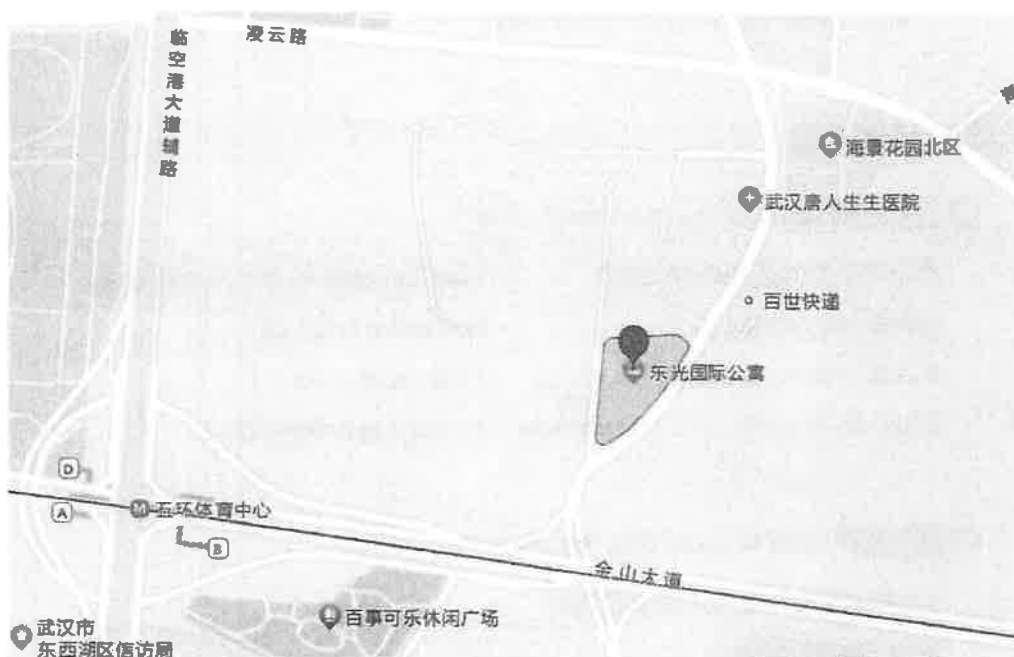 凌云路
临空港大道辅路
海景花园北区
武汉唐人生生医院
百世快递
东光国际公寓
D
A
五环体育中心
B
金山大道
百事可乐休闲广场
武汉市
东西湖区信访局